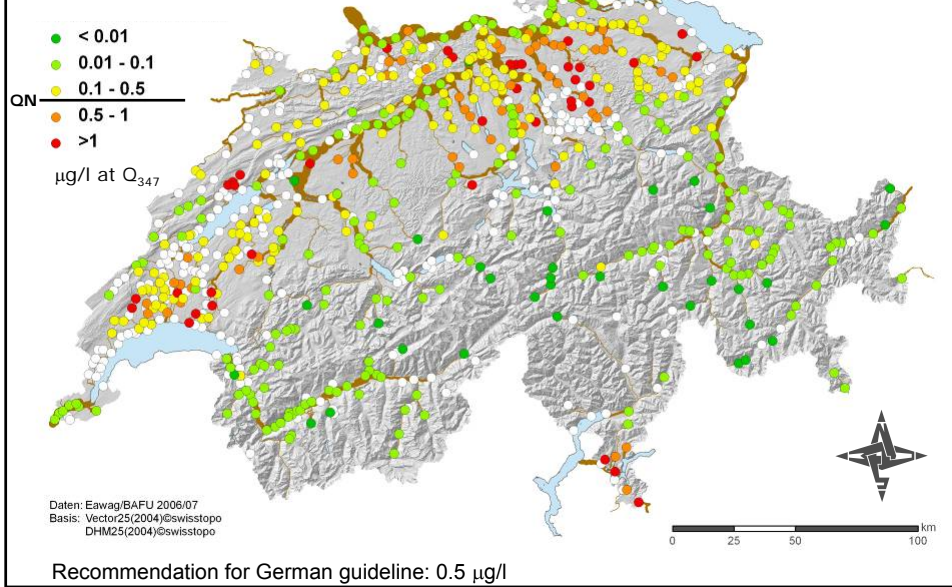 < 0.01
0.01 - 0.1
0.1 - 0.5
QN
0.5 - 1
>1
µg/l at Q347
Daten: Eawag/BAFU 2006/07
Basis: Vector25(2004)©swisstopo
DHM25(2004)©swisstopo
km
0 25 50 100
Recommendation for German guideline: 0.5 µg/l